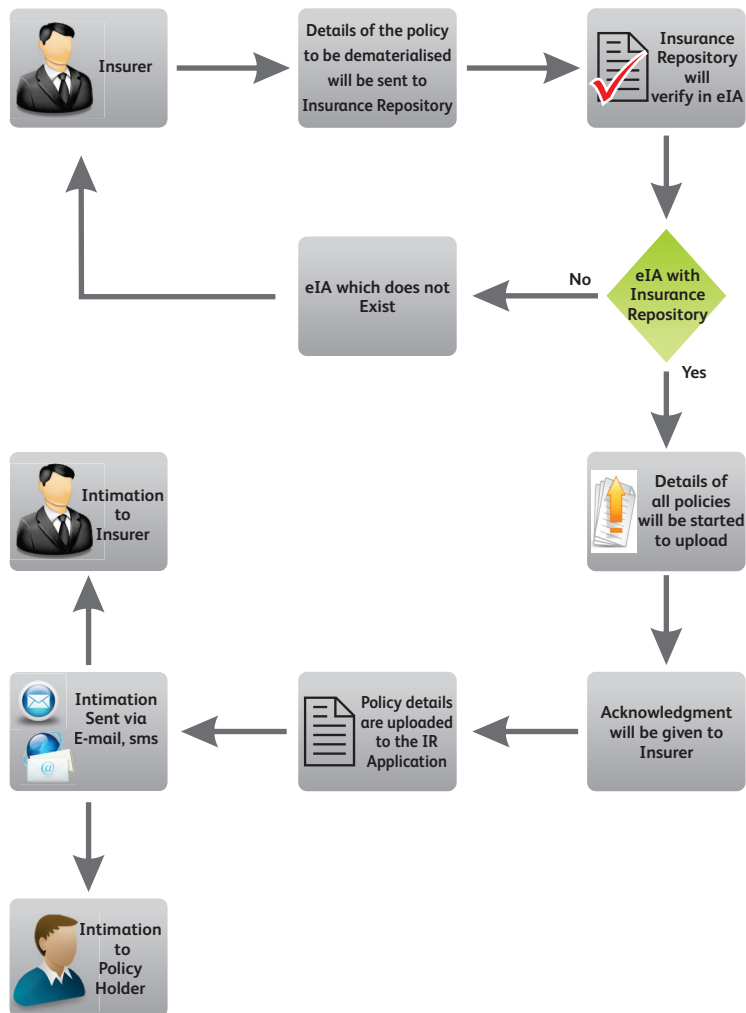 Insurer
Details of the policy
to be dematerialised
will be sent to
Insurance Repository
Insurance
Repository
will
verify in eIA
eIA with
Insurance
Repository
No
eIA which does not
Exist
Yes
Details of
all policies
will be started
to upload
Acknowledgment
will be given to
Insurer
Policy details
are uploaded
to the IR
Application
Intimation
Sent via
E-mail, sms
@
Intimation
to
Insurer
Intimation
to
Policy
Holder